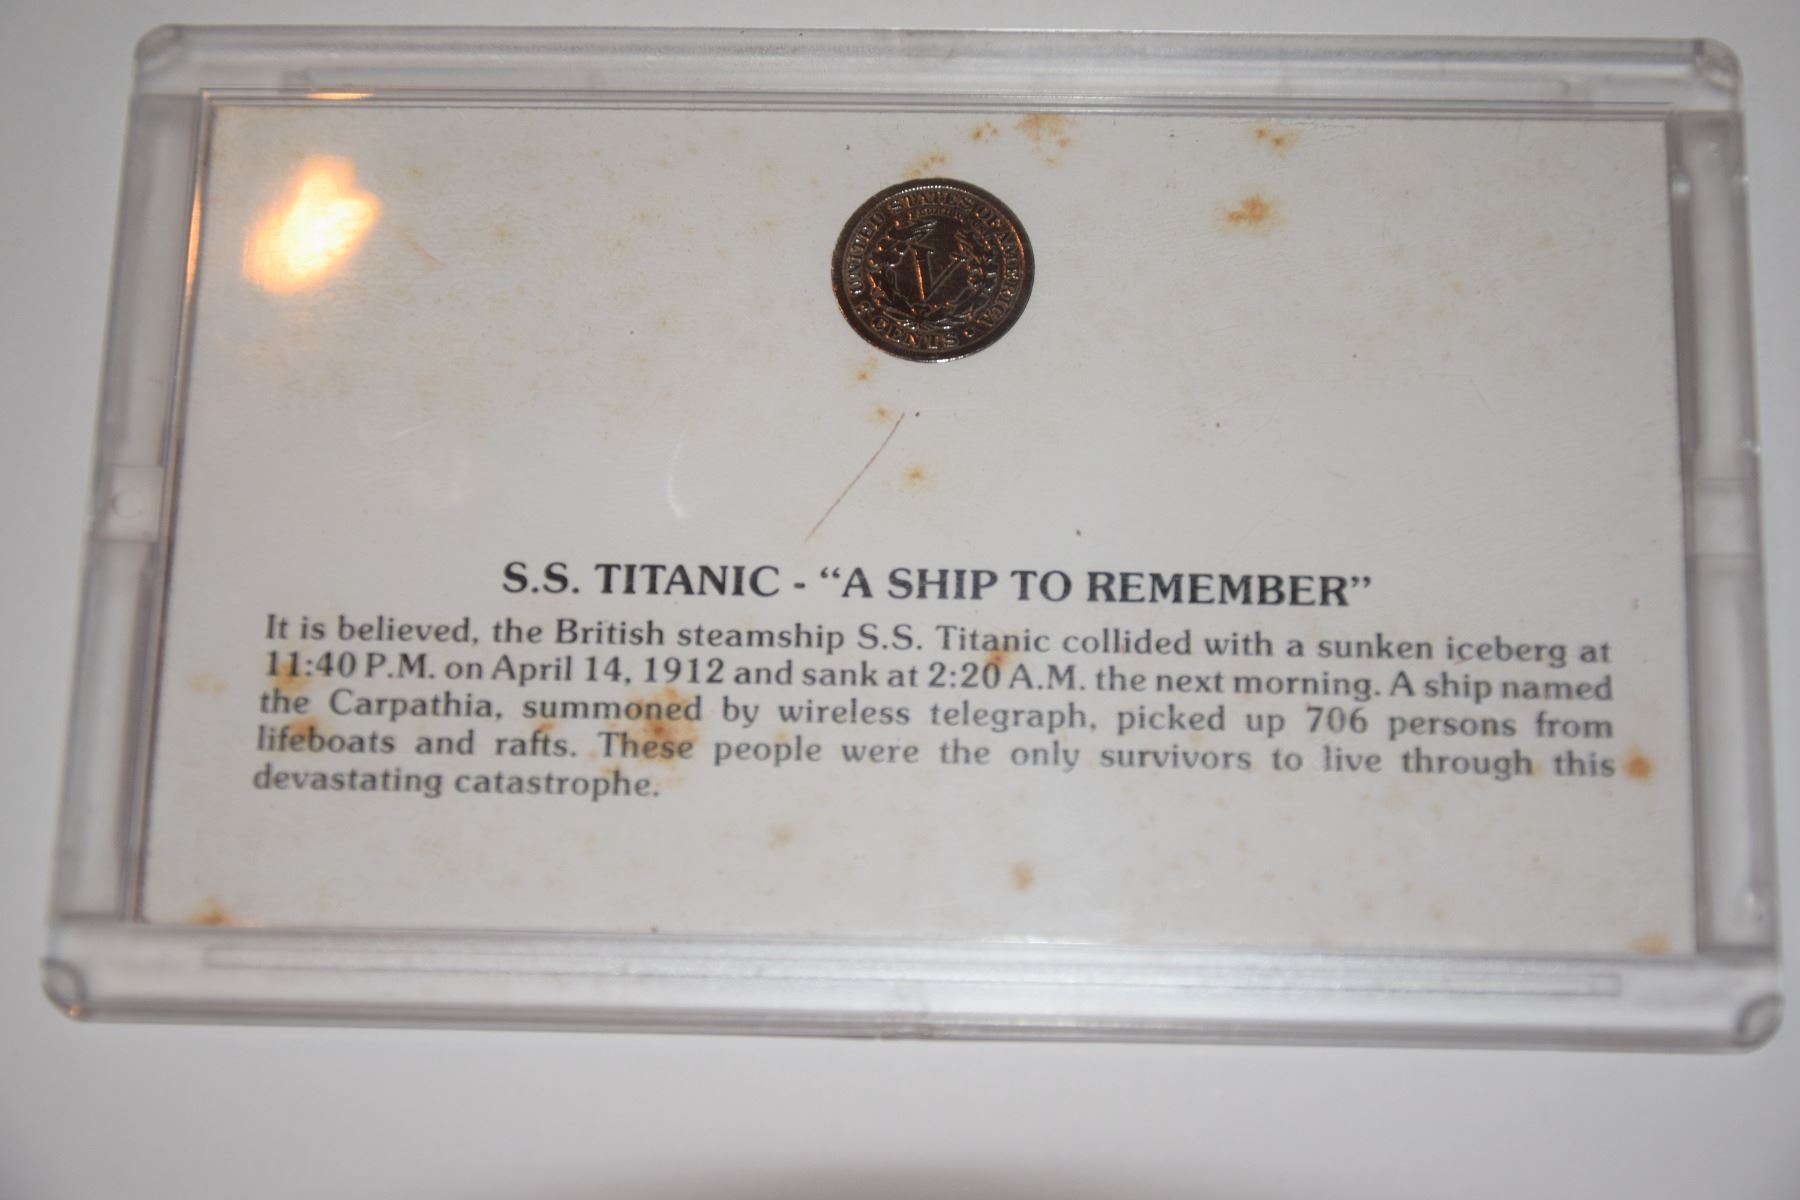 UNITED STATES OF AMERICA
V
CENTS
S.S. TITANIC - “A SHIP TO REMEMBER”
It is believed, the British steamship S.S. Titanic collided with a sunken iceberg at
11:40 P.M. on April 14, 1912 and sank at 2:20 A.M. the next morning. A ship named
the Carpathia, summoned by wireless telegraph, picked up 706 persons from
lifeboats and rafts. These people were the only survivors to live through this
devastating catastrophe.